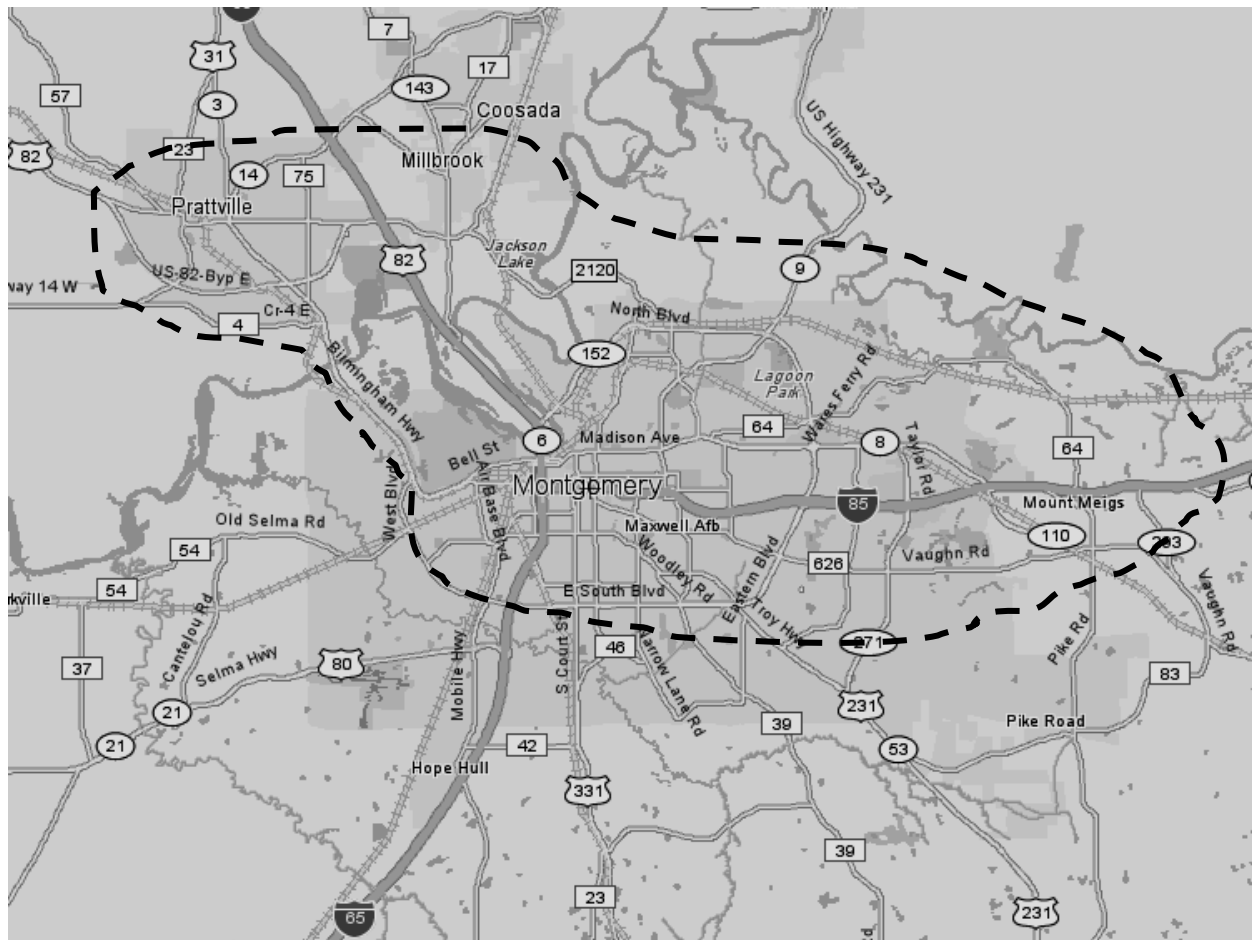 7
31
17
57
143
3
Coosada
US Highway 231
23
82
Millbrook
14
75
Prattville
Jackson
Lake
82
2120
9
US-82-Byp E
way 14 W
Cr-4 E
4
North Blvd
Birmingham Hwy
152
Lagoon
Park
Wares Ferry Rd
64
6
Madison Ave
8
64
Bell St
Taylor Rd
Air Base Blvd
West Blvd
Montgomery
85
Mount Meigs
Old Selma Rd
Maxwell Afb
110
293
54
Woodley Rd
Vaughn Rd
54
626
Eastern Blvd
E South Blvd
Vaughn Rd
rkville
Cantelou Rd
Troy Hwy
Pike Rd
S Court St
46
271
Narrow Lane Rd
37
Selma Hwy
80
Mobile Hwy
83
231
21
39
Pike Road
21
42
53
Hope Hull
331
39
23
65
231
Rd